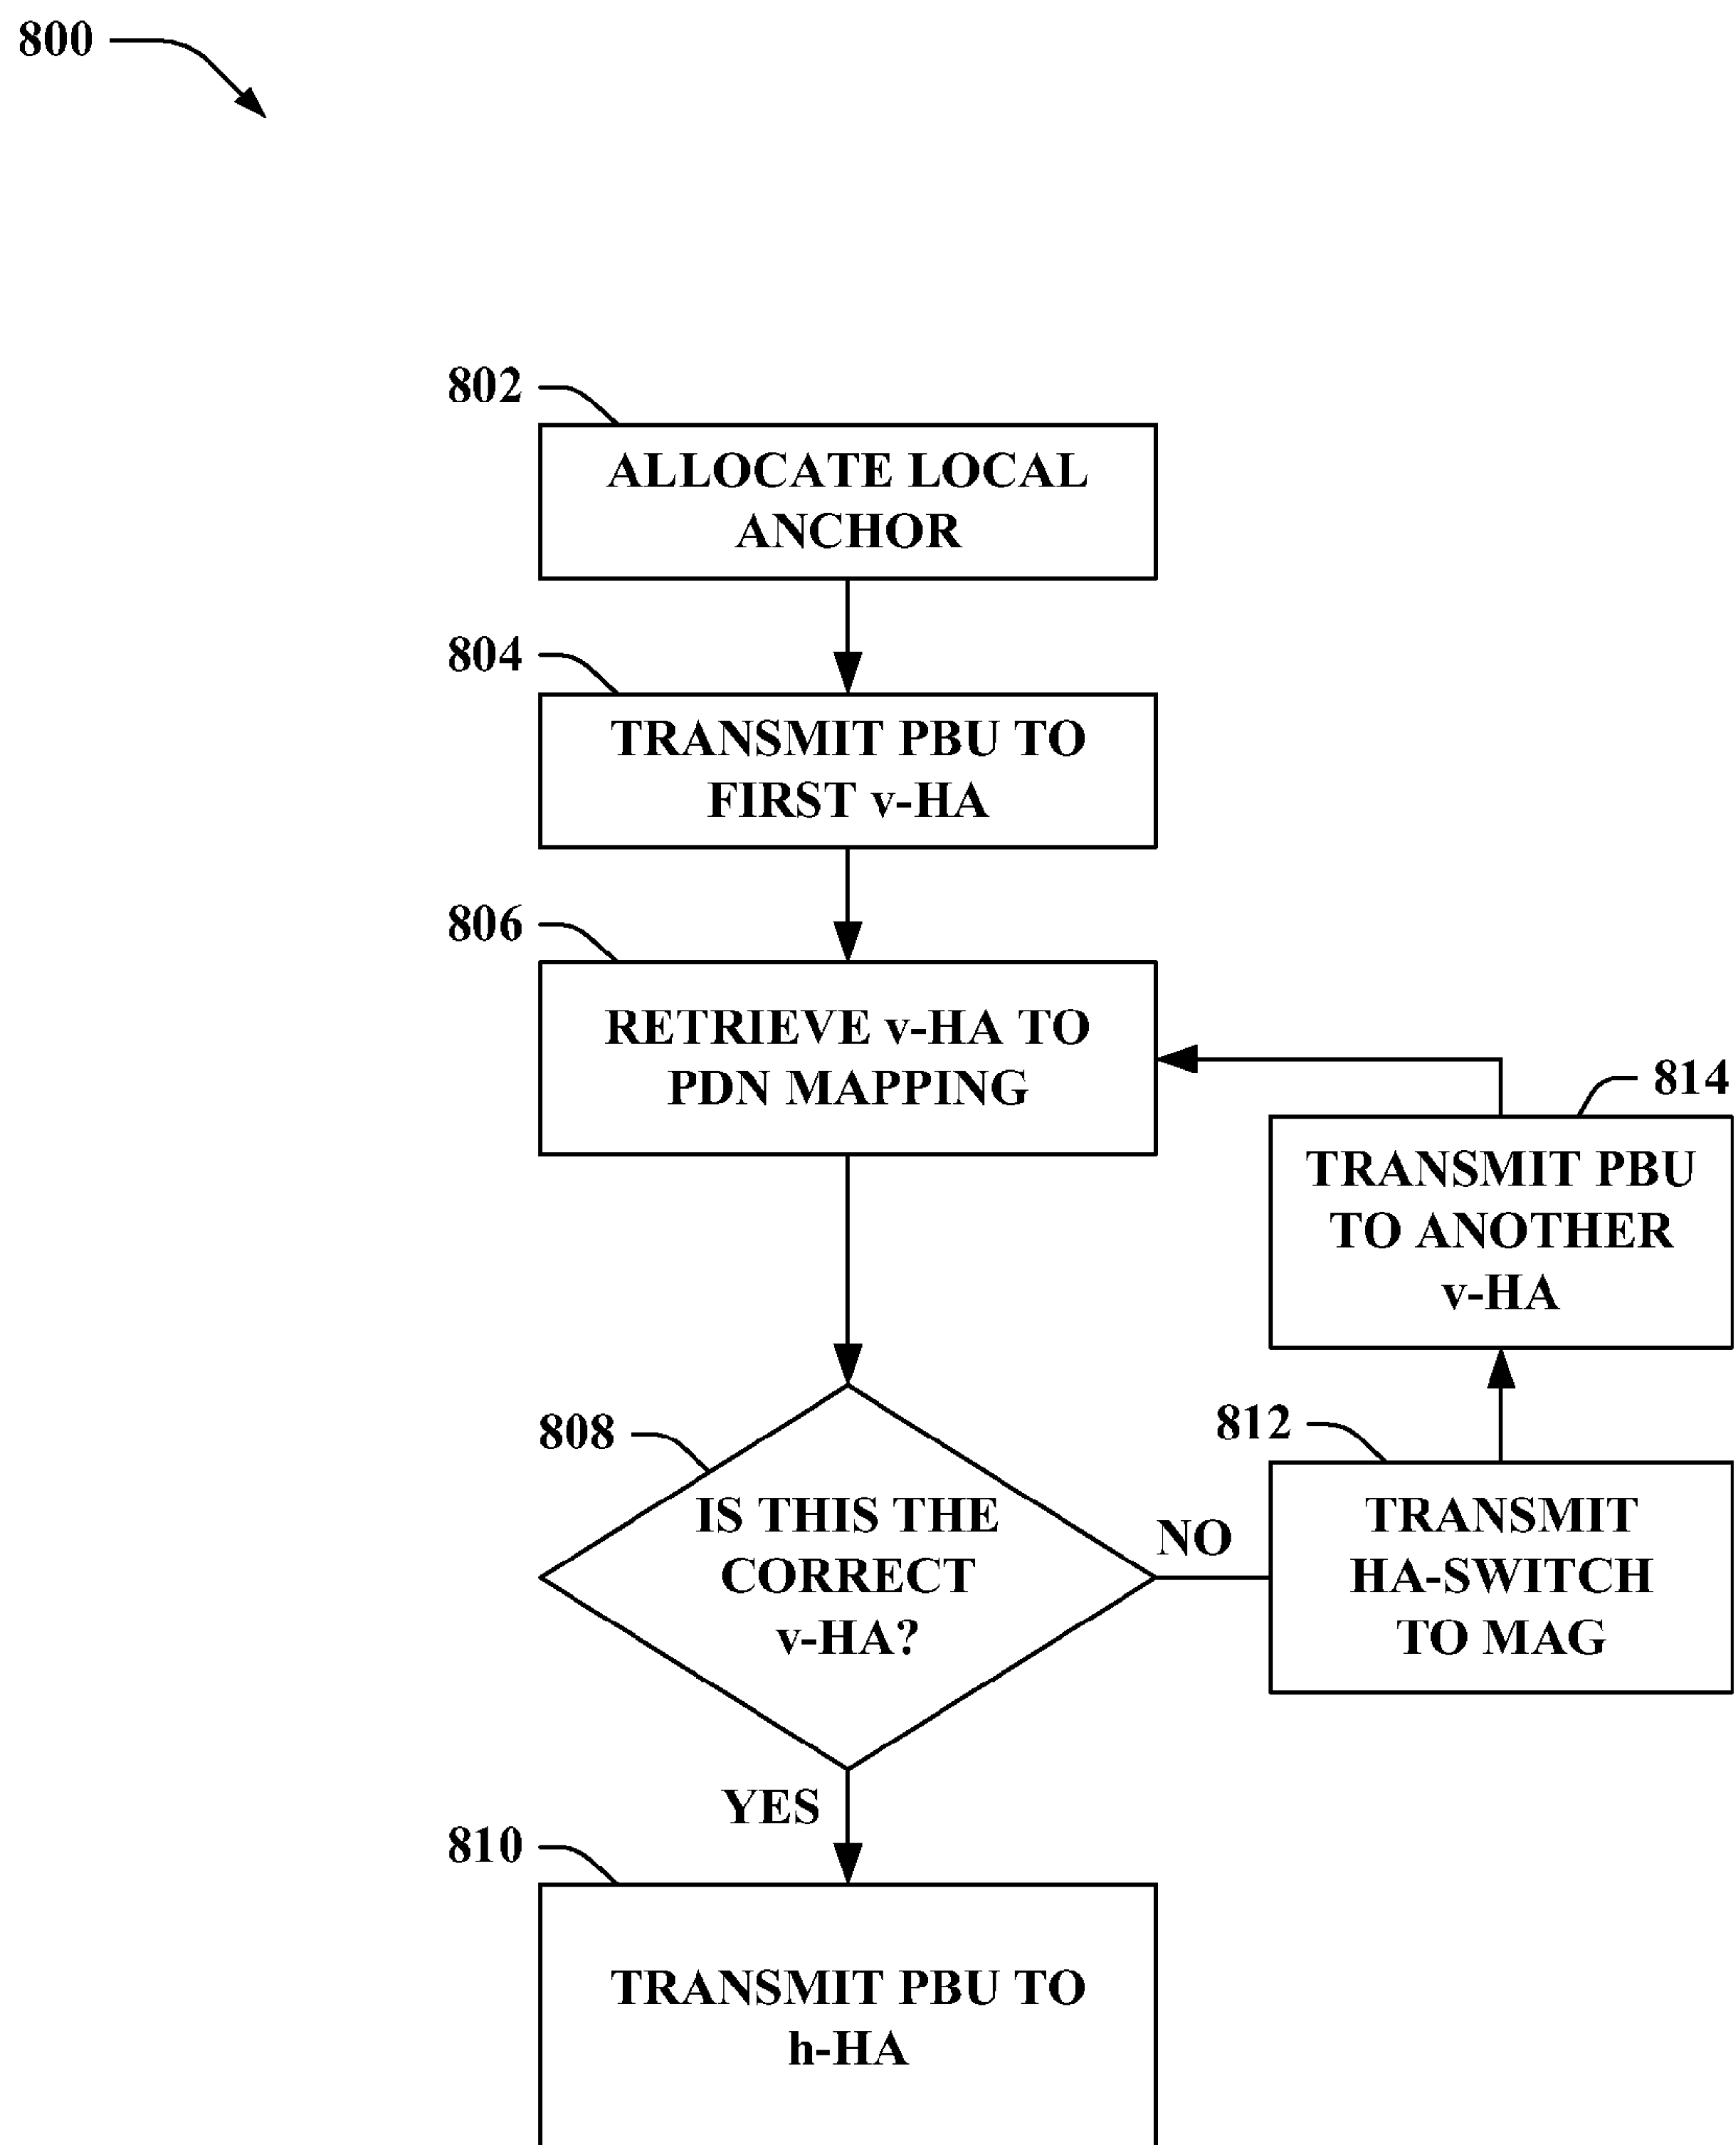 800
802
ALLOCATE LOCAL
ANCHOR
804
TRANSMIT PBU TO
FIRST v-HA
806
RETRIEVE v-HA TO
PDN MAPPING
814
TRANSMIT PBU
TO ANOTHER
v-HA
808
IS THIS THE
CORRECT
v-HA?
NO
812
TRANSMIT
HA-SWITCH
TO MAG
YES
810
TRANSMIT PBU TO
h-HA